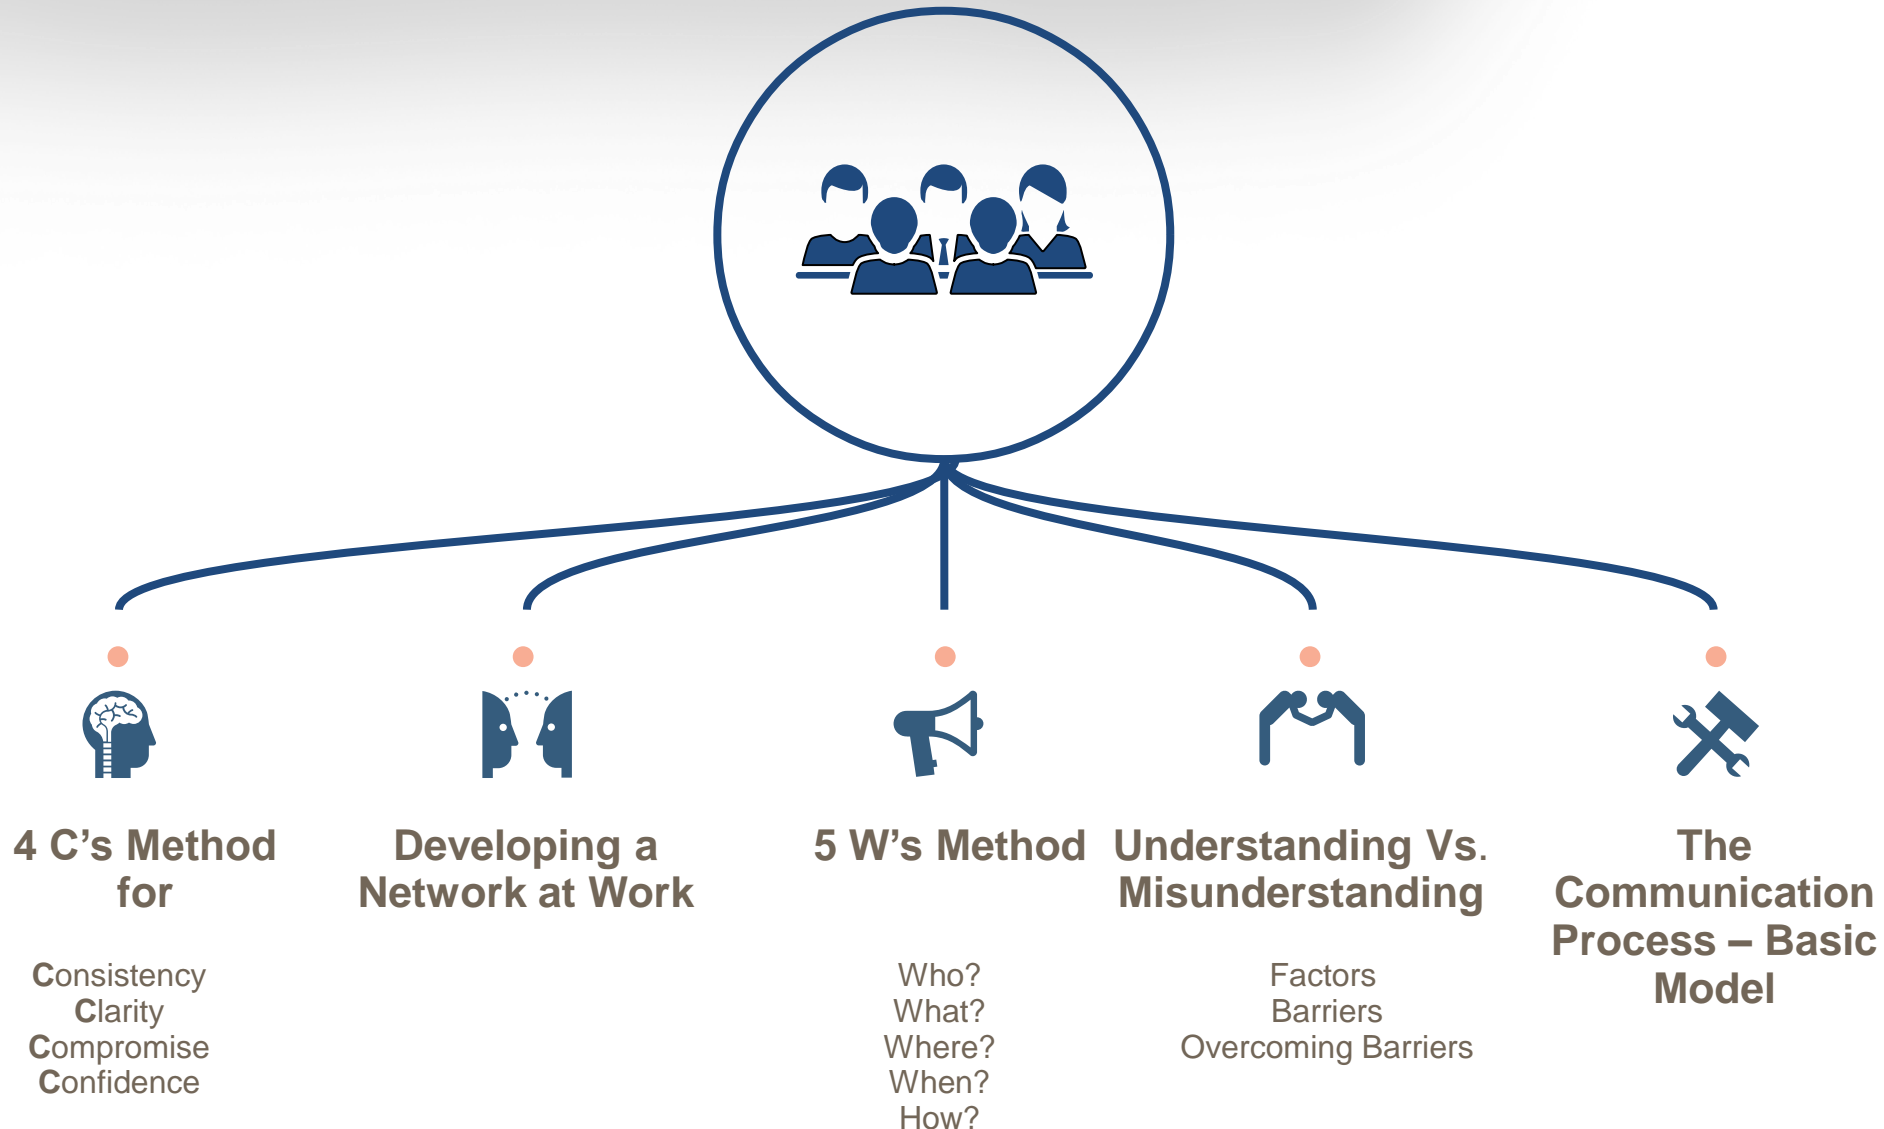 4 C’s Method
for
Consistency
Clarity
Compromise
Confidence
Developing a
Network at Work
5 W’s Method
Who?
What?
Where?
When?
How?
Understanding Vs.
Misunderstanding
Factors
Barriers
Overcoming Barriers
The
Communication
Process – Basic
Model